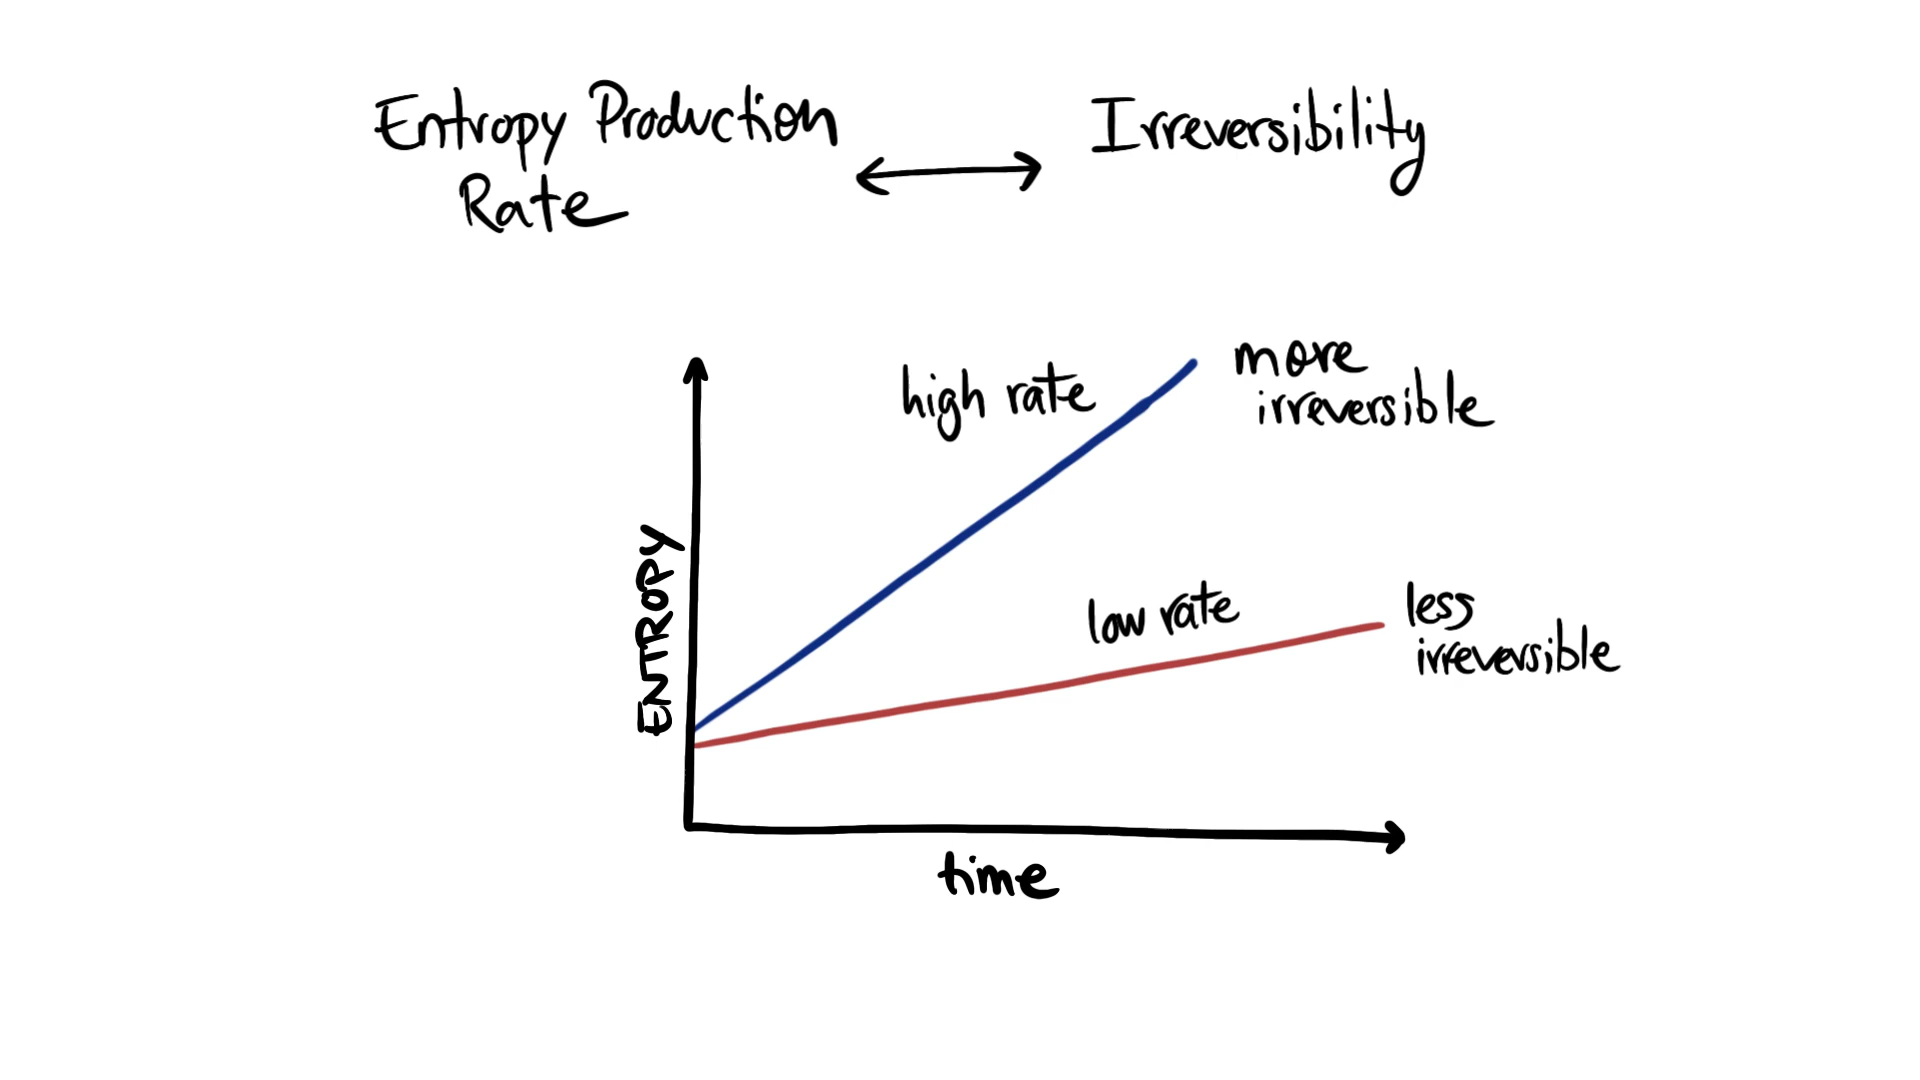 Entropy Production
Rate
Irreversibility
high rate
more
irreversible
low rate
less
irreversible
ENTROPY
time